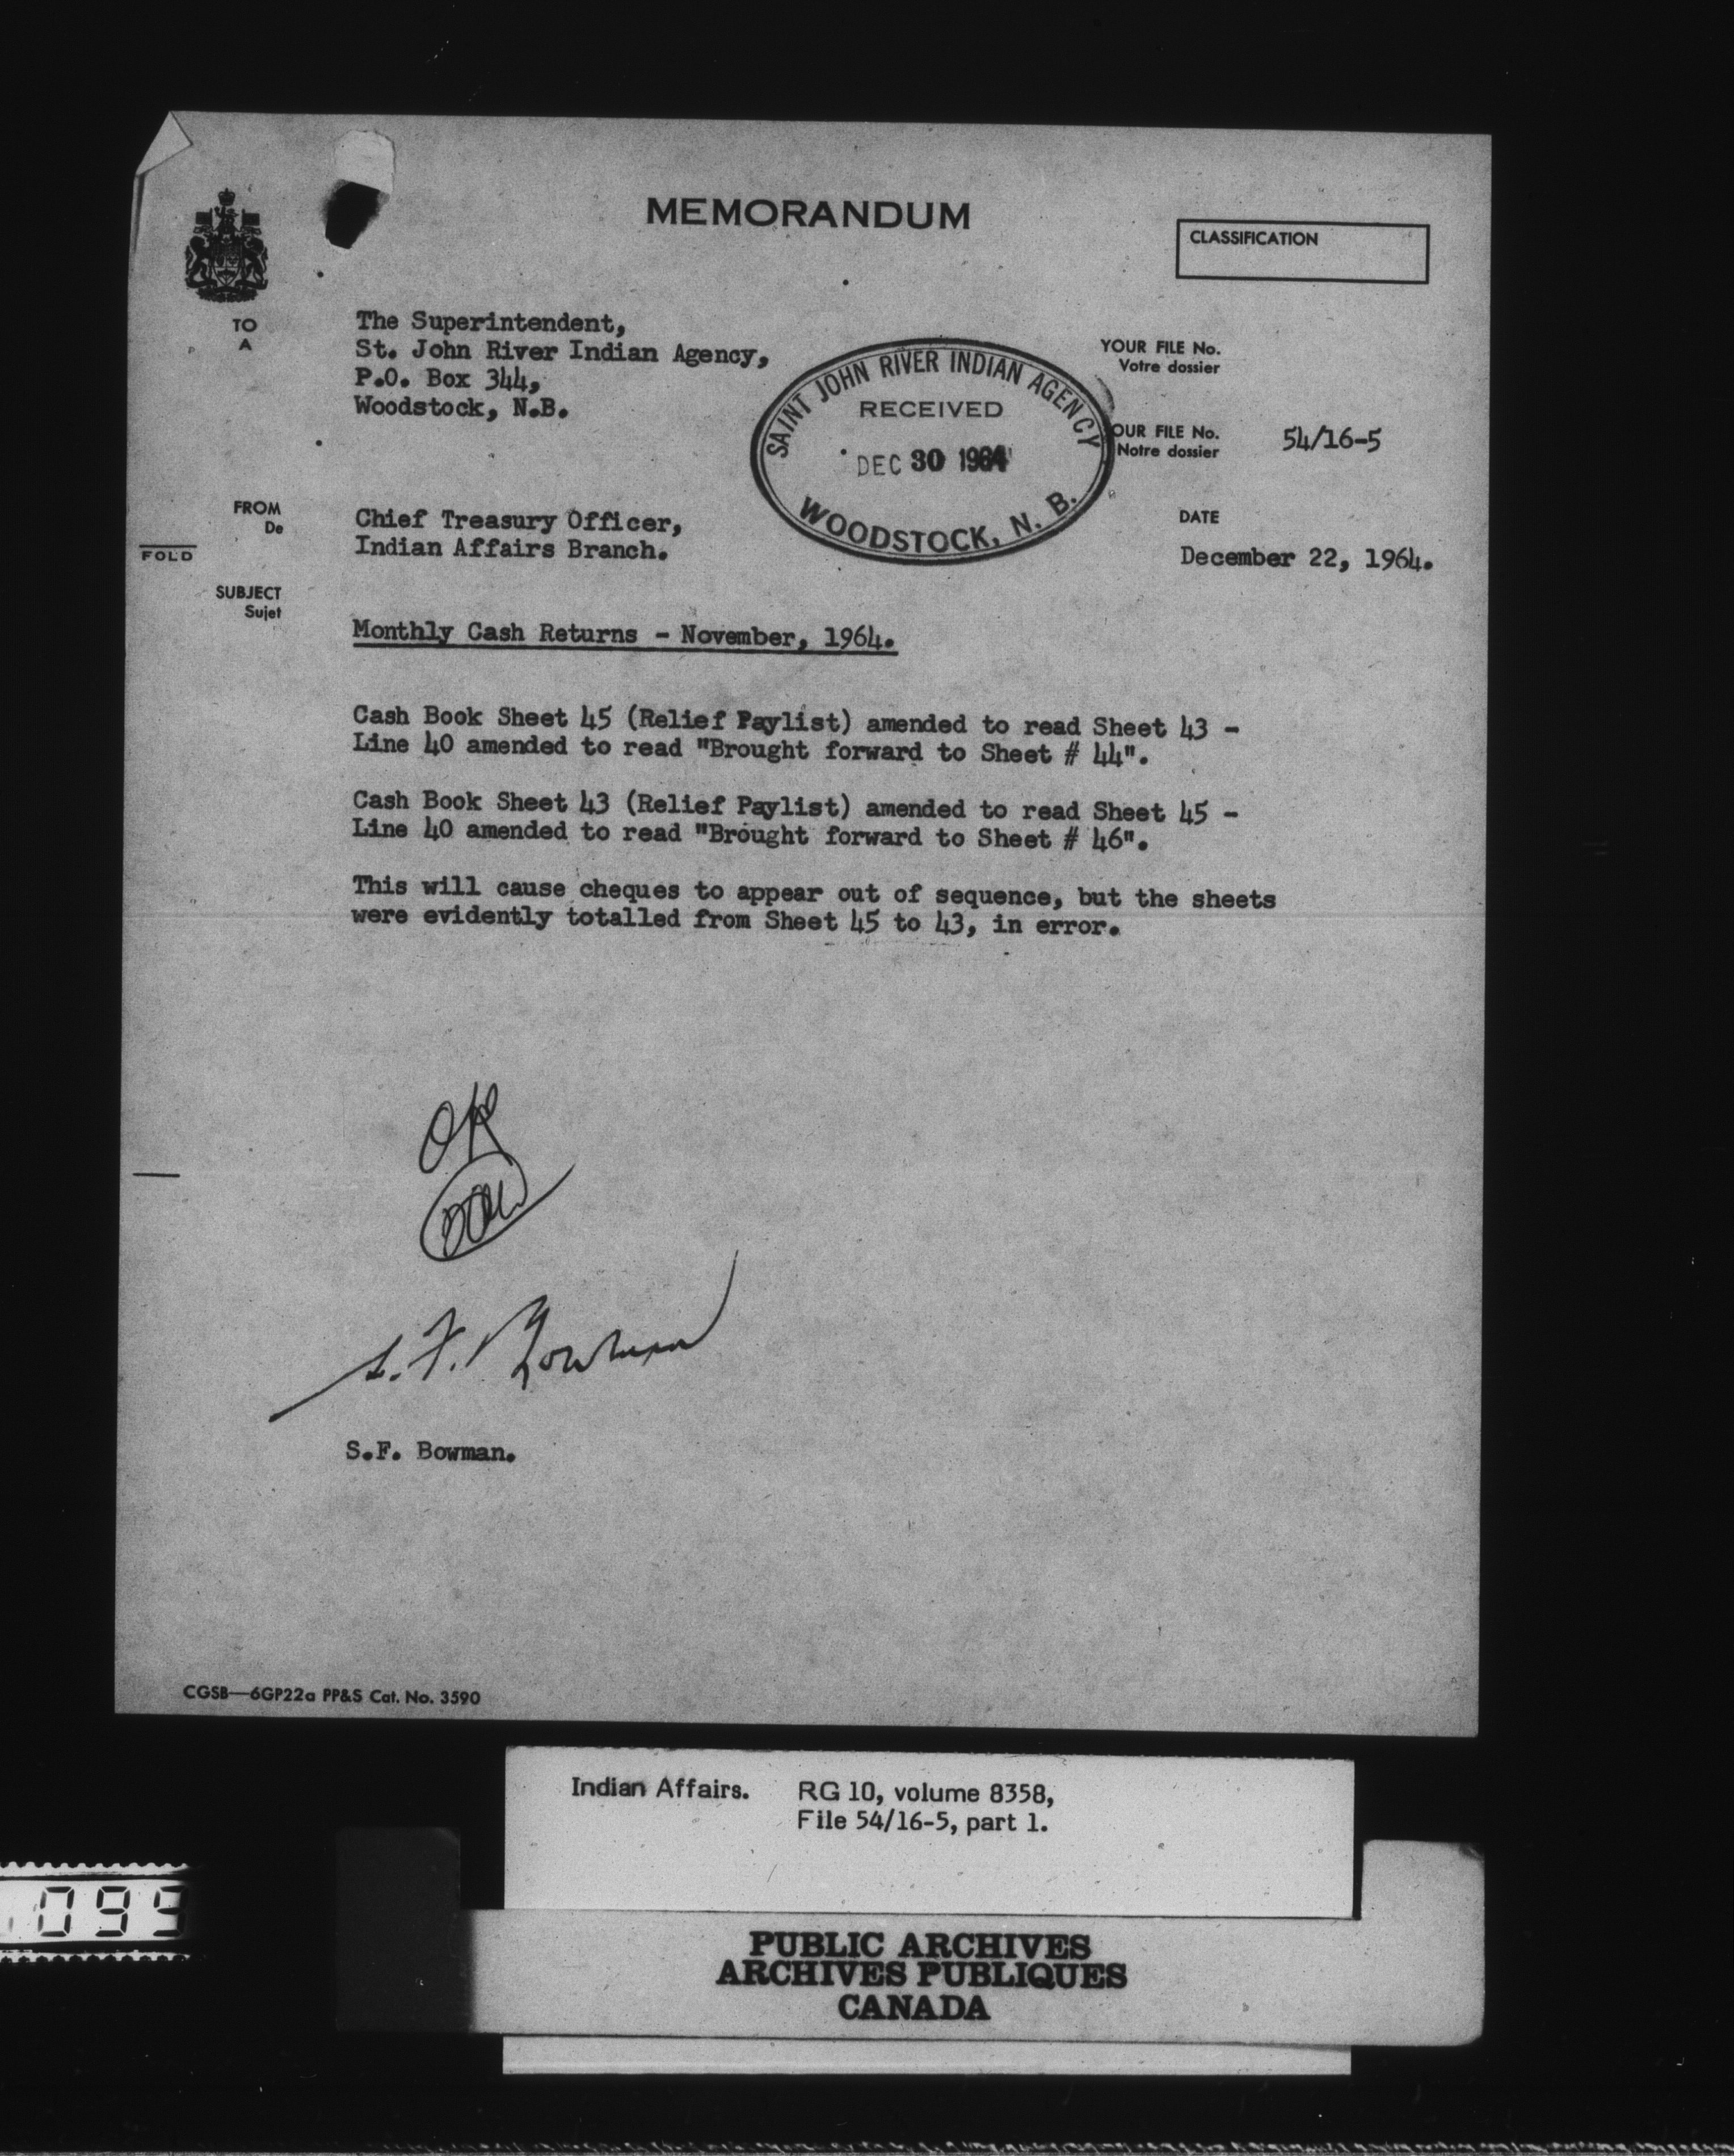 MEMORANDUM
CLASSIFICATION
TO
A
The Superintendent,
St. John River Indian Agency,
P.O. Box 344,
Woodstock, N.B.
SAINT JOHN RIVER INDIAN AGENCY
RECEIVED
DEC 30 1964
WOODSTOCK, N. B.
YOUR FILE No.
Votre dossier
OUR FILE No.
Notre dossier
54/16-5
FROM
De
Chief Treasury Officer,
Indian Affairs Branch.
FOLD
DATE
December 22, 1964.
SUBJECT
Sujet
Monthly Cash Returns - November, 1964.
Cash Book Sheet 45 (Relief Paylist) amended to read Sheet 43 -
Line 40 amended to read "Brought forward to Sheet # 44".
Cash Book Sheet 43 (Relief Paylist) amended to read Sheet 45 -
Line 40 amended to read "Brought forward to Sheet # 46".
This will cause cheques to appear out of sequence, but the sheets
were evidently totalled from Sheet 45 to 43, in error.
OK
S.F. Bowman
S.F. Bowman.
CGSB—6GP22a PP&S Cat. No. 3590
Indian Affairs. RG 10, volume 8358,
File 54/16-5, part 1.
099
PUBLIC ARCHIVES
ARCHIVES PUBLIQUES
CANADA